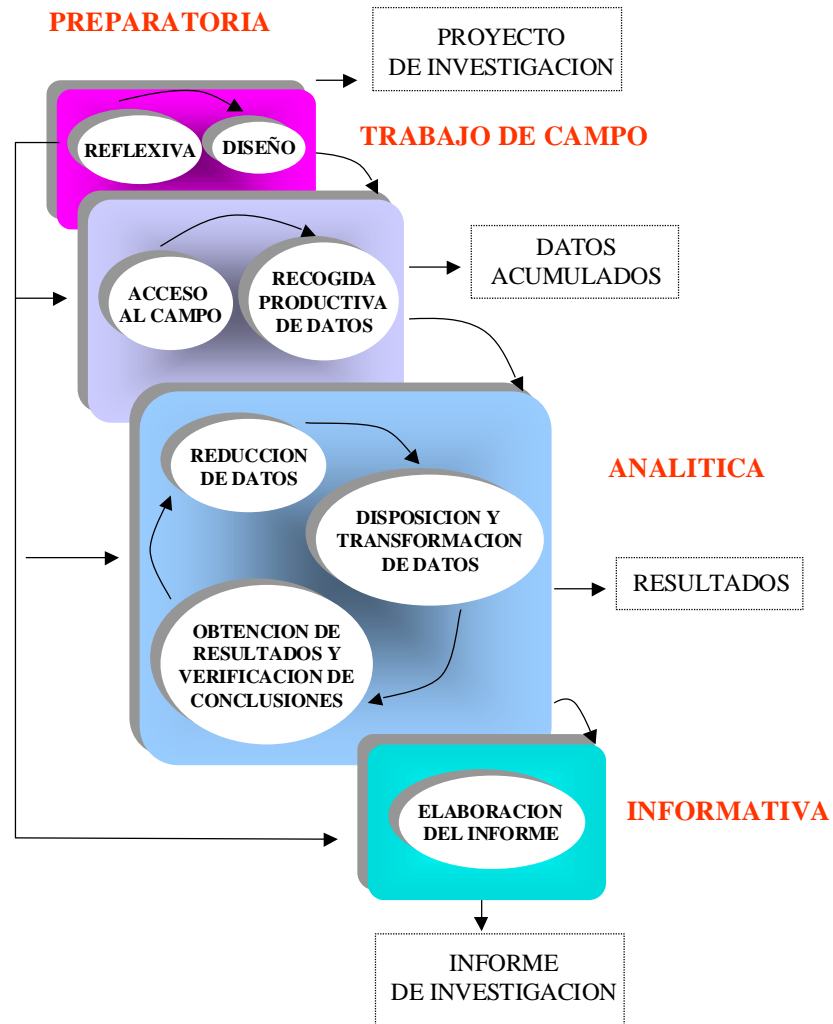 PREPARATORIA
PROYECTO
DE INVESTIGACION
REFLEXIVA
DISEÑO
TRABAJO DE CAMPO
ACCESO
AL CAMPO
RECOGIDA
PRODUCTIVA
DE DATOS
DATOS
ACUMULADOS
REDUCCION
DE DATOS
ANALITICA
DISPOSICION Y
TRANSFORMACION
DE DATOS
RESULTADOS
OBTENCION DE
RESULTADOS Y
VERIFICACION DE
CONCLUSIONES
ELABORACION
DEL INFORME
INFORMATIVA
INFORME
DE INVESTIGACION